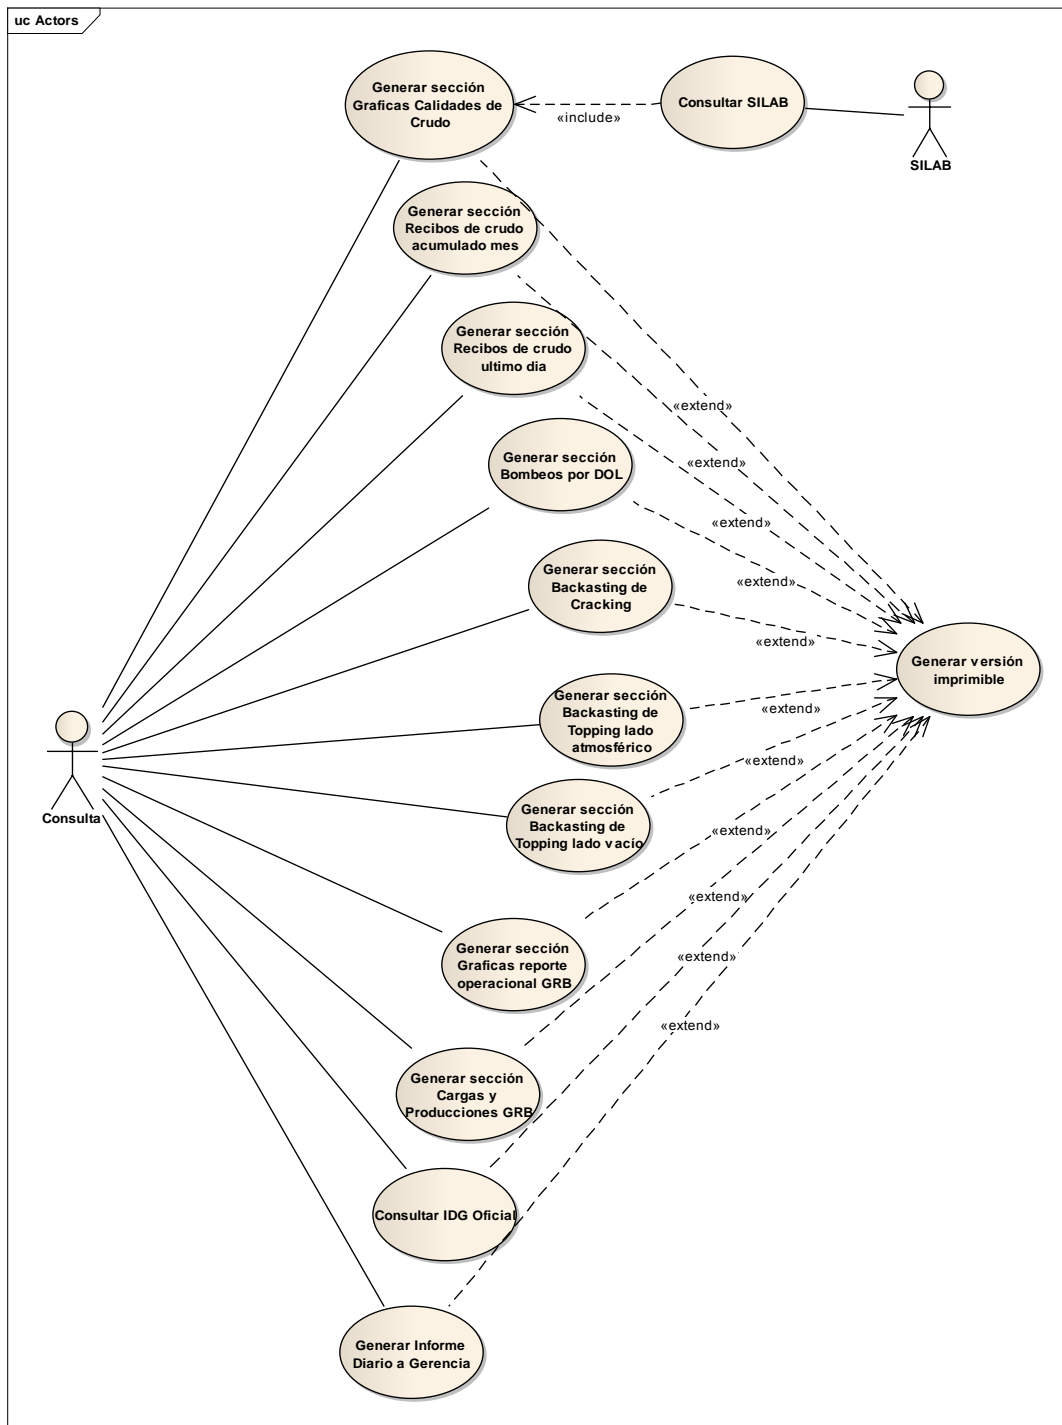 uc Actors
Generar sección
Graficas Calidades de
Crudo
«include»
Consultar SILAB
SILAB
Generar sección
Recibos de crudo
acumulado mes
Generar sección
Recibos de crudo
ultimo dia
«extend»
Generar sección
Bombeos por DOL
«extend»
«extend»
Generar sección
Backasting de
Cracking
«extend»
«extend»
Generar versión
imprimible
Generar sección
Backasting de
Topping lado
atmosférico
«extend»
Consulta
Generar sección
Backasting de
Topping lado vacío
«extend»
«extend»
Generar sección
Graficas reporte
operacional GRB
«extend»
«extend»
«extend»
Generar sección
Cargas y
Producciones GRB
Consultar IDG Oficial
Generar Informe
Diario a Gerencia